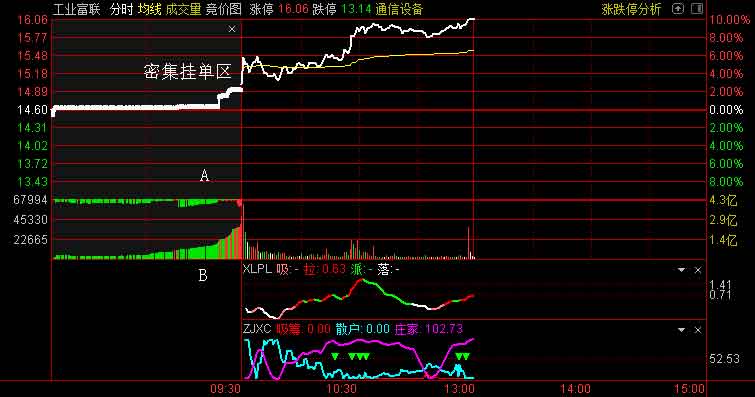 工业富联 分时 均线 成交量 竞价图 涨停 16.06 跌停 13.14 通信设备 涨跌停分析
16.06 10.00%
15.77 8.00%
15.48 6.00%
密集挂单区
15.18 4.00%
14.89 2.00%
14.60 0.00%
14.31 2.00%
14.02 4.00%
13.72 6.00%
13.43 8.00%
A
67994 4.3亿
45330 2.9亿
22665 1.4亿
B
XLPL 吸:- 拉: 0.63 派:- 落:-
1.41
0.71
ZJXC 吸筹: 0.00 散户: 0.00 庄家: 102.73
52.53
09:30 10:30 13:00 14:00 15:00